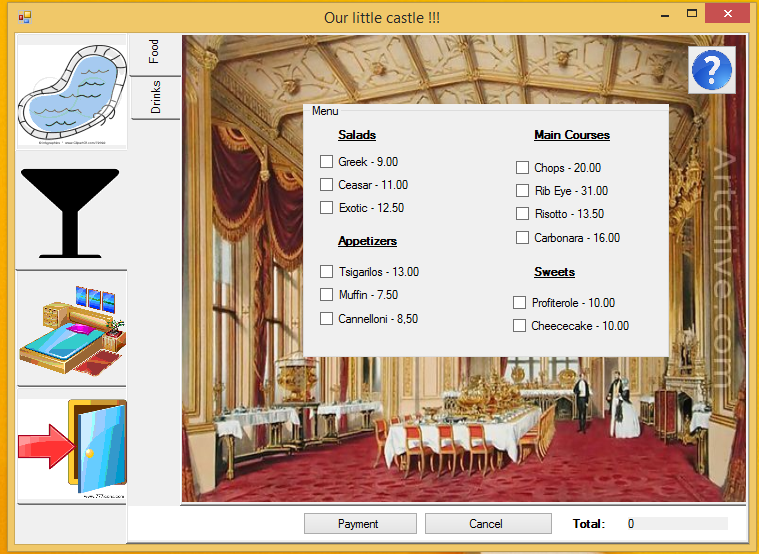 Our little castle !!!
Food
Drinks
Menu
Salads
Greek - 9.00
Ceasar - 11.00
Exotic - 12.50
Appetizers
Tsigarilos - 13.00
Muffin - 7.50
Cannelloni - 8,50
Main Courses
Chops - 20.00
Rib Eye - 31.00
Risotto - 13.50
Carbonara - 16.00
Sweets
Profiterole - 10.00
Cheececake - 10.00
?
Artchive.com
Payment
Cancel
Total: 0